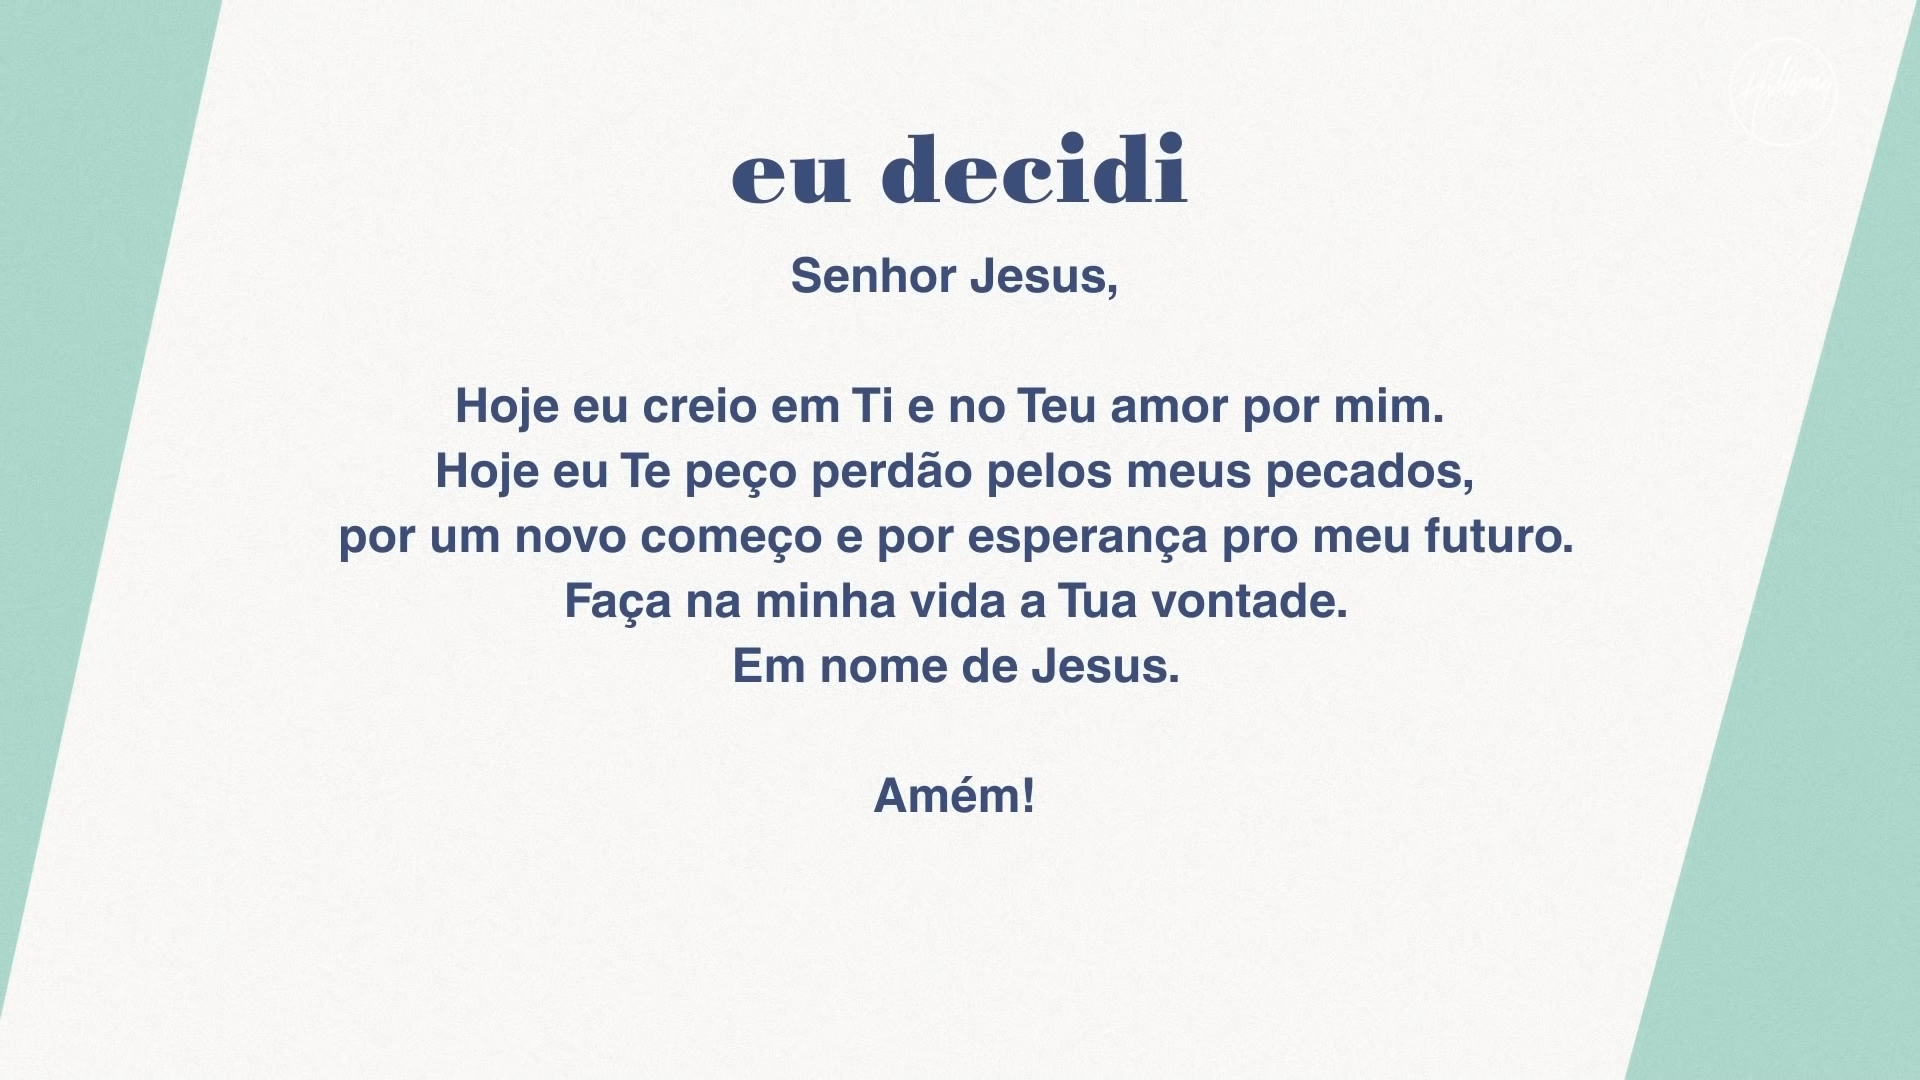 Hillsong
eu decidi
Senhor Jesus,
Hoje eu creio em Ti e no Teu amor por mim.
Hoje eu Te peço perdão pelos meus pecados,
por um novo começo e por esperança pro meu futuro.
Faça na minha vida a Tua vontade.
Em nome de Jesus.
Amém!